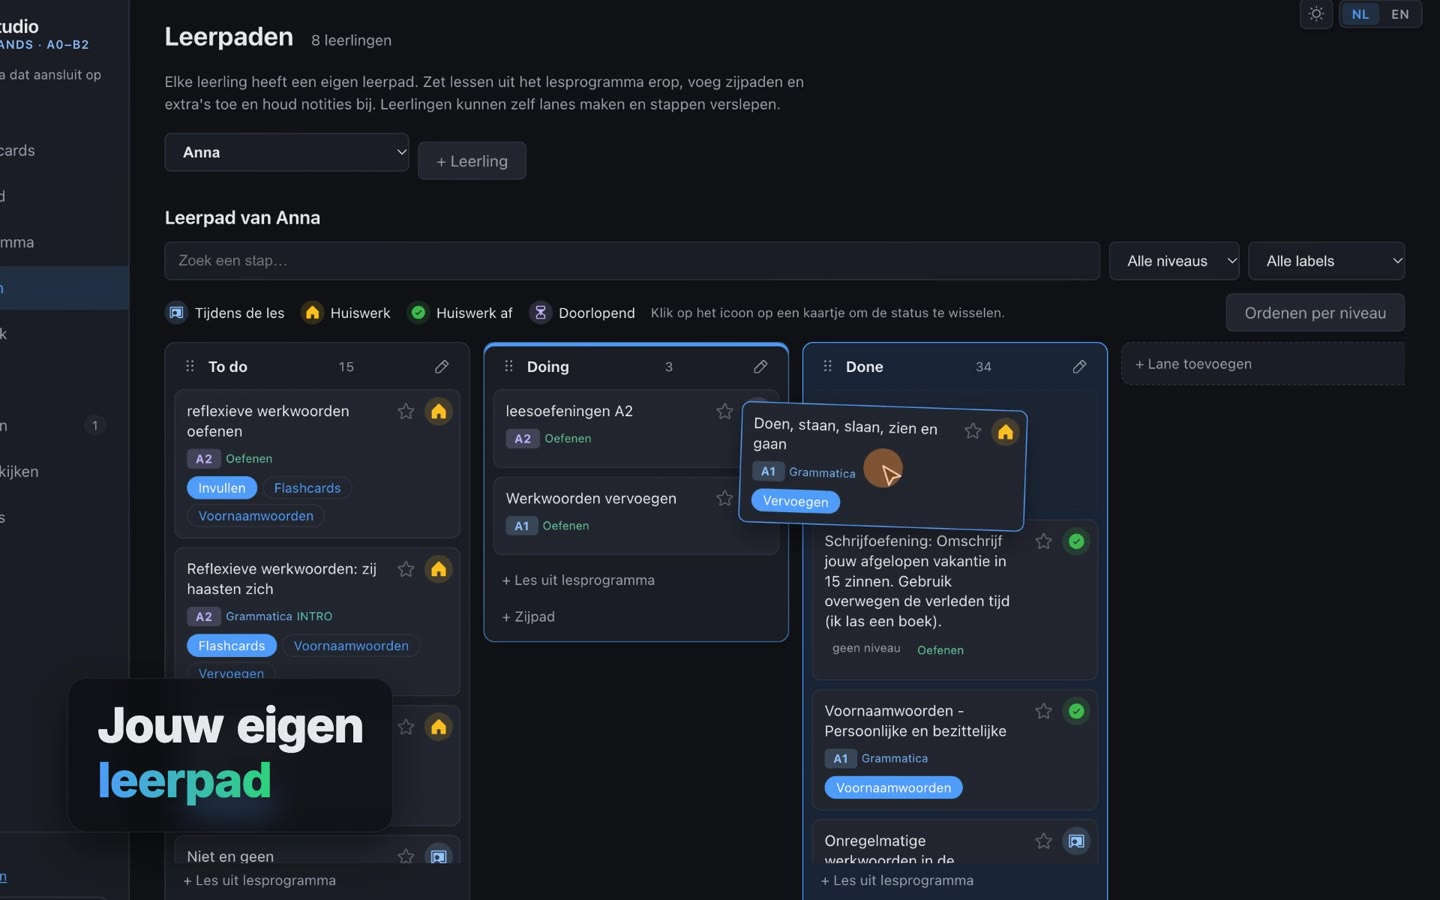 tudio
ANDS · A0–B2
a dat aansluit op
cards
d
mma
n
k
n 1
kijken
s
n
NL EN
Leerpaden 8 leerlingen
Elke leerling heeft een eigen leerpad. Zet lessen uit het lesprogramma erop, voeg zijpaden en
extra's toe en houd notities bij. Leerlingen kunnen zelf lanes maken en stappen verslepen.
Anna
+ Leerling
Leerpad van Anna
Zoek een stap…
Alle niveaus
Alle labels
Tijdens de les Huiswerk Huiswerk af Doorlopend Klik op het icoon op een kaartje om de status te wisselen.
Ordenen per niveau
To do 15
reflexieve werkwoorden
oefenen
A2 Oefenen
Invullen Flashcards
Voornaamwoorden
Reflexieve werkwoorden: zij
haasten zich
A2 Grammatica INTRO
Flashcards Voornaamwoorden
Vervoegen
Niet en geen
+ Les uit lesprogramma
Doing 3
leesoefeningen A2
A2 Oefenen
Werkwoorden vervoegen
A1 Oefenen
+ Les uit lesprogramma
+ Zijpad
Done 34
Doen, staan, slaan, zien en
gaan
A1 Grammatica
Vervoegen
Schrijfoefening: Omschrijf
jouw afgelopen vakantie in
15 zinnen. Gebruik
overwegen de verleden tijd
(ik las een boek).
geen niveau Oefenen
Voornaamwoorden -
Persoonlijke en bezittelijke
A1 Grammatica
Voornaamwoorden
Onregelmatige
werkwoorden in de
+ Les uit lesprogramma
+ Lane toevoegen
Jouw eigen
leerpad